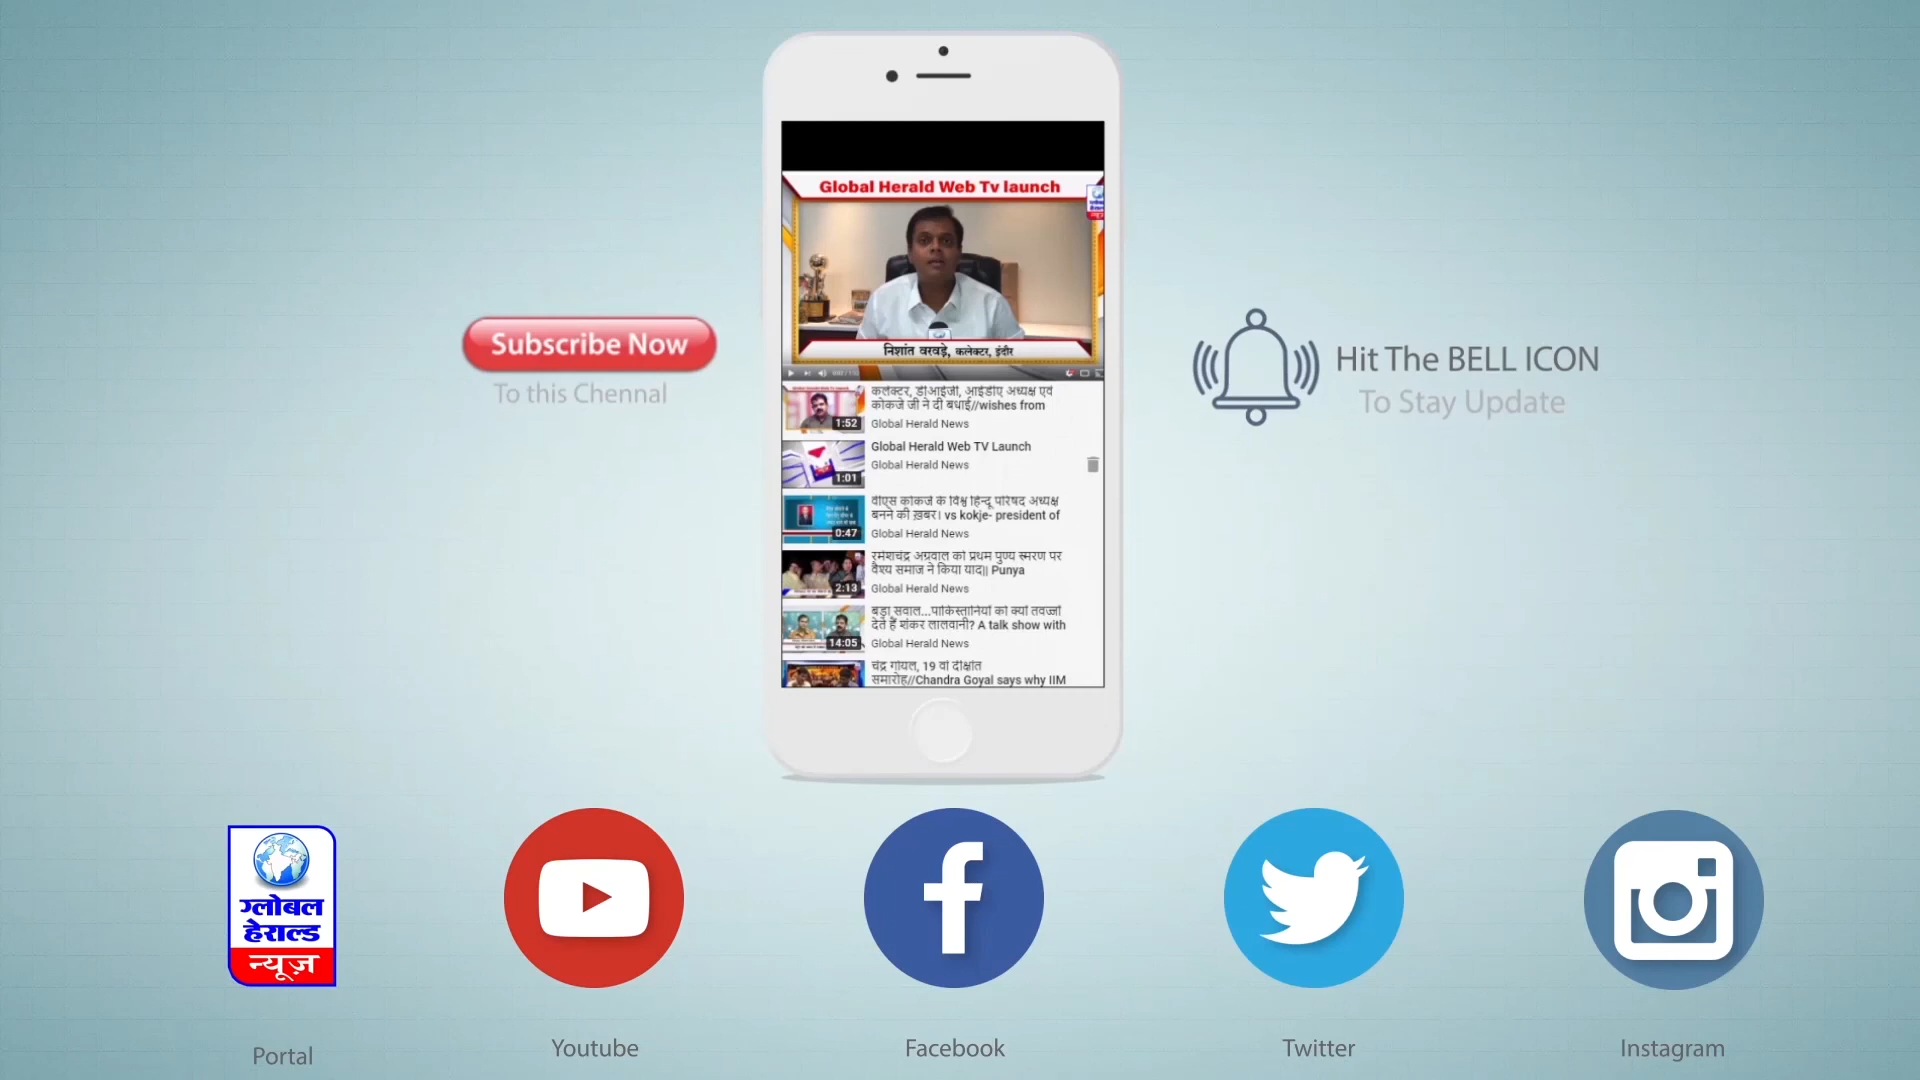 Global Herald Web Tv launch
निशांत वरवड़े, कलेक्टर, इंदौर
Subscribe Now
To this Chennal
Hit The BELL ICON
To Stay Update
कलेक्टर, डीआईजी, आईडीए अध्यक्ष एवं
कोकजे जी ने दी बधाई//wishes from
Global Herald News
1:52
Global Herald Web TV Launch
Global Herald News
1:01
वीएस कोकजे के विश्व हिन्दू परिषद अध्यक्ष
बनने की ख़बर। vs kokje- president of
Global Herald News
0:47
रमेशचंद्र अग्रवाल को प्रथम पुण्य स्मरण पर
वैश्य समाज ने किया याद|| Punya
Global Herald News
2:13
बड़ा सवाल...पाकिस्तानियों को क्यों तवज्जो
देते हैं शंकर लालवानी? A talk show with
Global Herald News
14:05
चंद्र गोयल, 19 वां दीक्षांत
समारोह//Chandra Goyal says why IIM
ग्लोबल
हेराल्ड
न्यूज़
Portal
Youtube
Facebook
Twitter
Instagram